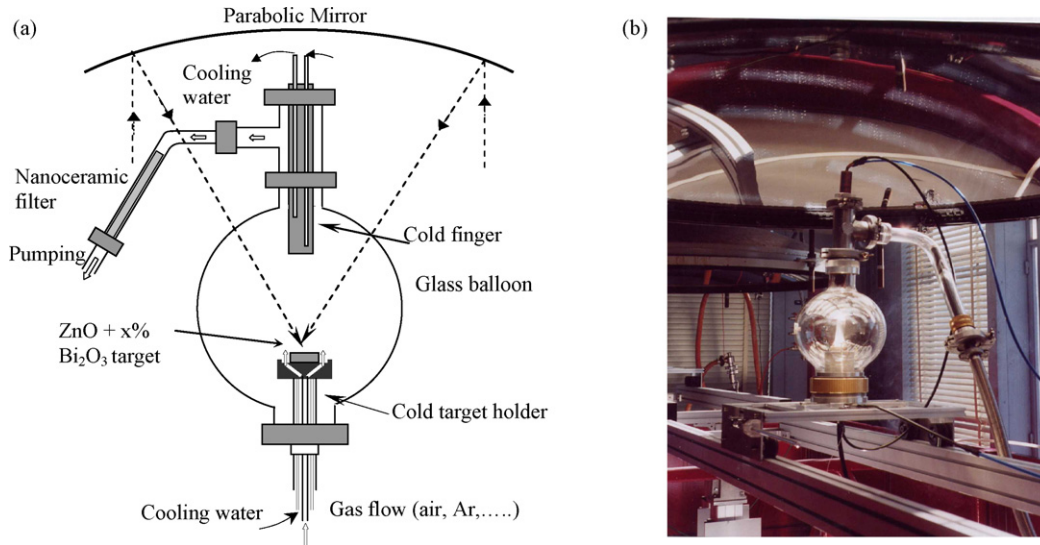 (a)
Parabolic Mirror
(b)
Cooling
water
Nanoceramic
filter
Pumping
Cold finger
Glass balloon
ZnO + x%
Bi₂O₃ target
Cold target holder
Cooling water
Gas flow (air, Ar,…..)